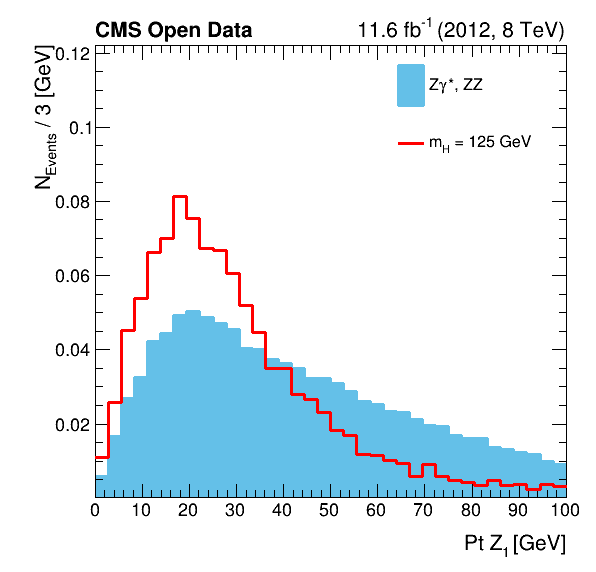 CMS Open Data 11.6 fb⁻¹ (2012, 8 TeV)
N_Events / 3 [GeV]
0.12
0.1
0.08
0.06
0.04
0.02
Zγ*, ZZ
m_H = 125 GeV
0 10 20 30 40 50 60 70 80 90 100
Pt Z₁ [GeV]